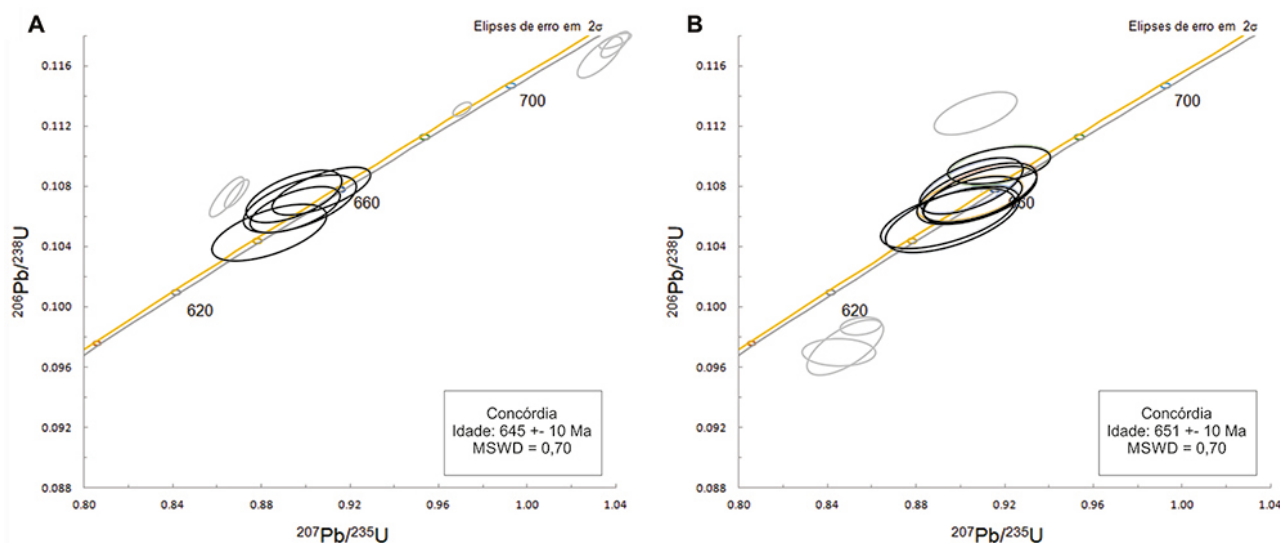 A
Elipses de erro em 2σ
0.116
0.112
0.108
0.104
0.100
0.096
0.092
0.088
206Pb/238U
700
660
620
Concórdia
Idade: 645 +- 10 Ma
MSWD = 0,70
0.80 0.84 0.88 0.92 0.96 1.00 1.04
207Pb/235U
B
Elipses de erro em 2σ
0.116
0.112
0.108
0.104
0.100
0.096
0.092
0.088
206Pb/238U
700
660
620
Concórdia
Idade: 651 +- 10 Ma
MSWD = 0,70
0.80 0.84 0.88 0.92 0.96 1.00 1.04
207Pb/235U